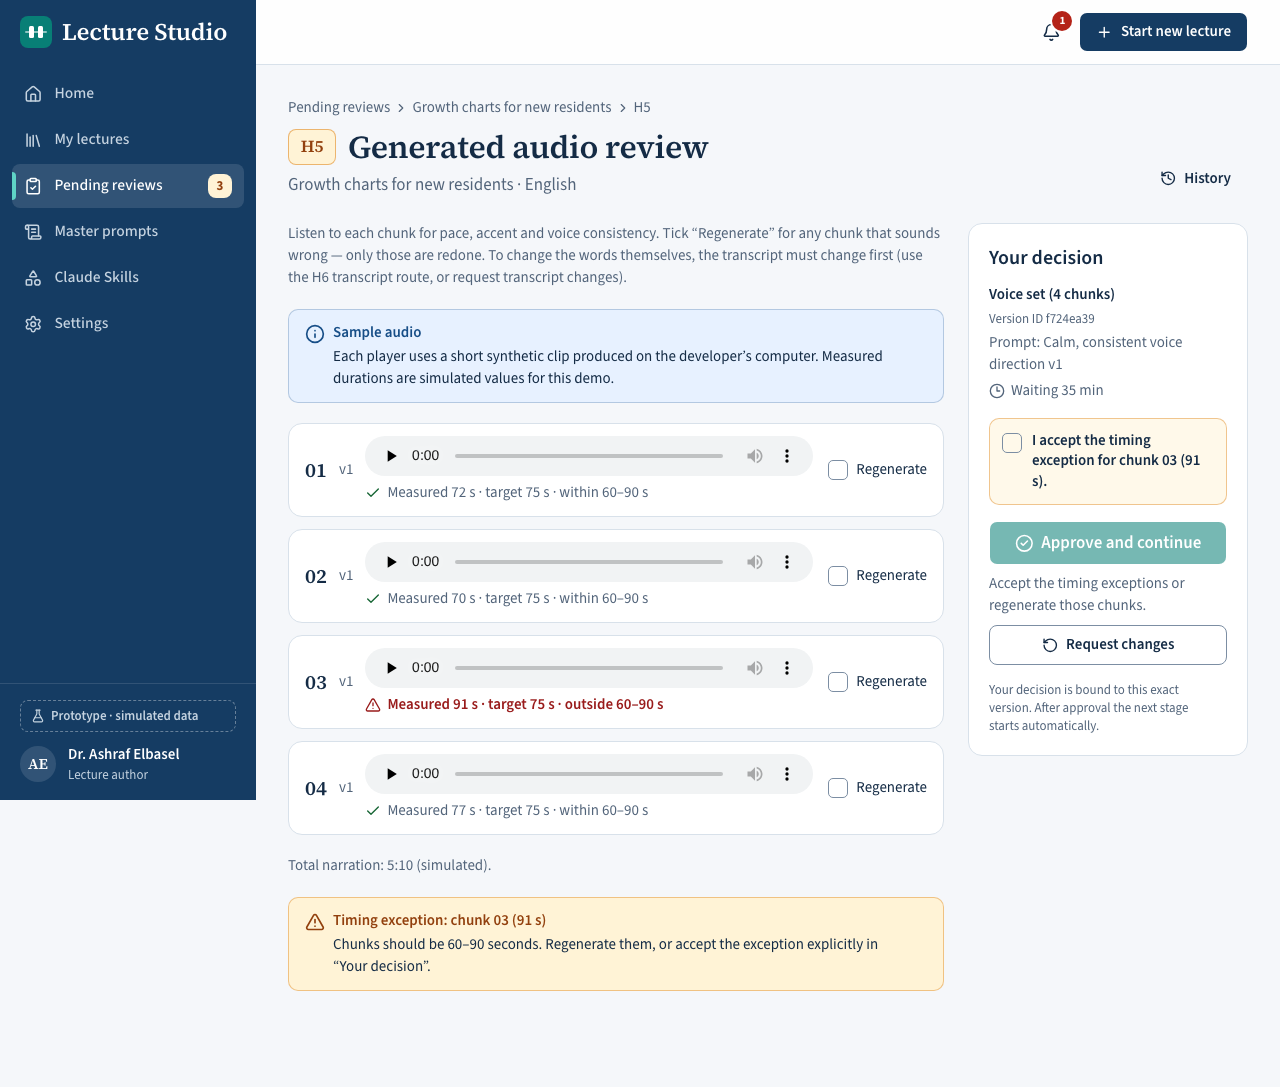 Lecture Studio
Home
My lectures
Pending reviews
3
Master prompts
Claude Skills
Settings
Prototype · simulated data
AE
Dr. Ashraf Elbasel
Lecture author
1
Start new lecture
Pending reviews > Growth charts for new residents > H5
H5
Generated audio review
Growth charts for new residents · English
History
Listen to each chunk for pace, accent and voice consistency. Tick “Regenerate” for any chunk that sounds
wrong — only those are redone. To change the words themselves, the transcript must change first (use
the H6 transcript route, or request transcript changes).
Sample audio
Each player uses a short synthetic clip produced on the developer’s computer. Measured
durations are simulated values for this demo.
01 v1 0:00 Regenerate
Measured 72 s · target 75 s · within 60–90 s
02 v1 0:00 Regenerate
Measured 70 s · target 75 s · within 60–90 s
03 v1 0:00 Regenerate
Measured 91 s · target 75 s · outside 60–90 s
04 v1 0:00 Regenerate
Measured 77 s · target 75 s · within 60–90 s
Total narration: 5:10 (simulated).
Timing exception: chunk 03 (91 s)
Chunks should be 60–90 seconds. Regenerate them, or accept the exception explicitly in
“Your decision”.
Your decision
Voice set (4 chunks)
Version ID f724ea39
Prompt: Calm, consistent voice
direction v1
Waiting 35 min
I accept the timing
exception for chunk 03 (91
s).
Approve and continue
Accept the timing exceptions or
regenerate those chunks.
Request changes
Your decision is bound to this exact
version. After approval the next stage
starts automatically.